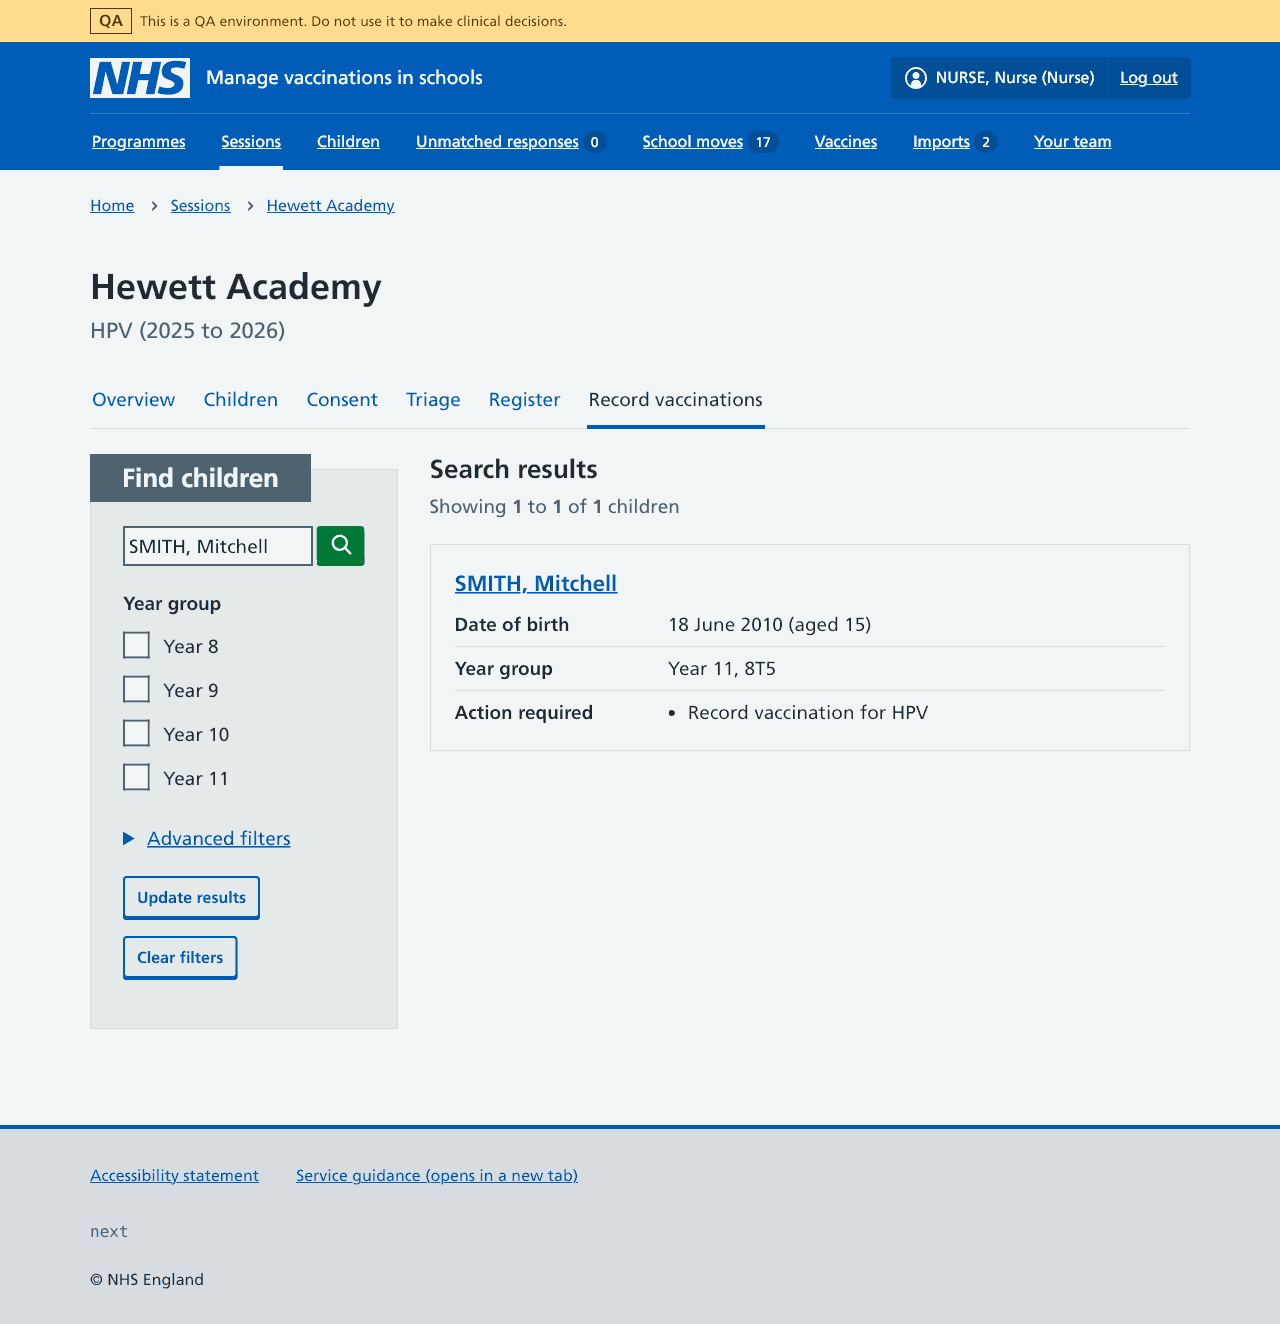 QA This is a QA environment. Do not use it to make clinical decisions.
NHS Manage vaccinations in schools NURSE, Nurse (Nurse) Log out
Programmes Sessions Children Unmatched responses 0 School moves 17 Vaccines Imports 2 Your team
Home Sessions Hewett Academy
Hewett Academy
HPV (2025 to 2026)
Overview Children Consent Triage Register Record vaccinations
Find children
SMITH, Mitchell
Year group
Year 8
Year 9
Year 10
Year 11
Advanced filters
Update results
Clear filters
Search results
Showing 1 to 1 of 1 children
SMITH, Mitchell
Date of birth 18 June 2010 (aged 15)
Year group Year 11, 8T5
Action required • Record vaccination for HPV
Accessibility statement Service guidance (opens in a new tab)
next
© NHS England